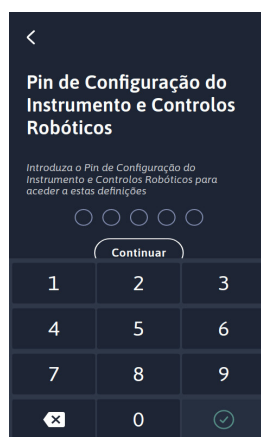 Pin de Configuração do
Instrumento e Controlos
Robóticos
Introduza o Pin de Configuração do
Instrumento e Controlos Robóticos para
aceder a estas definições
Continuar
1 2 3
4 5 6
7 8 9
0